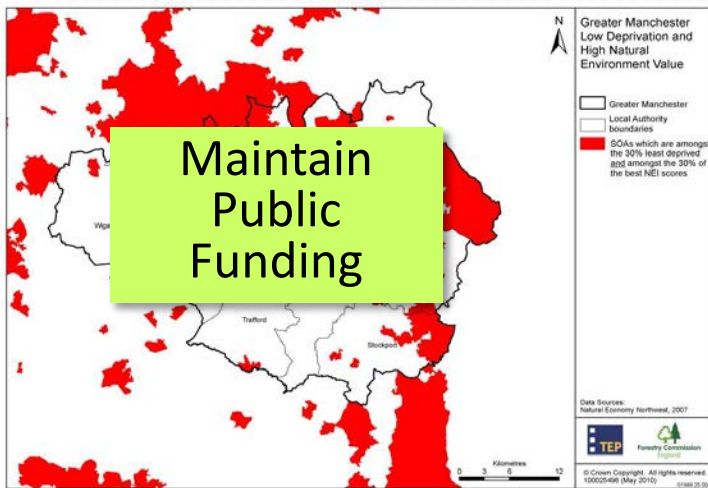 Maintain
Public
Funding
N
Trafford
Stockport
Kilometres
0 3 6 12
Greater Manchester
Low Deprivation and
High Natural
Environment Value
Greater Manchester
Local Authority
boundaries
SOAs which are amongst
the 30% least deprived
and amongst the 30% of
the best NEI scores
Data Sources:
Natural Economy Northwest, 2007
TEP
Forestry Commission
England
© Crown Copyright. All rights reserved.
100025498 (May 2010)